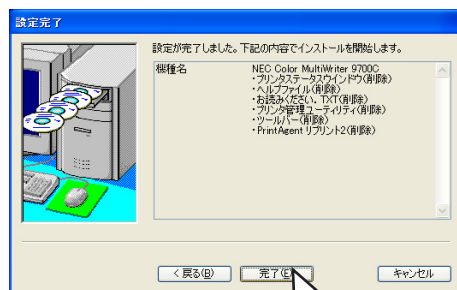 設定完了
設定が完了しました。下記の内容でインストールを開始します。
機種名 NEC Color MultiWriter 9700C
・プリンタステータスウインドウ(削除)
・ヘルプファイル(削除)
・お読みください. TXT(削除)
・プリンタ管理ユーティリティ(削除)
・ツールバー(削除)
・PrintAgent リプリント2(削除)
< 戻る(B) 完了(E) キャンセル